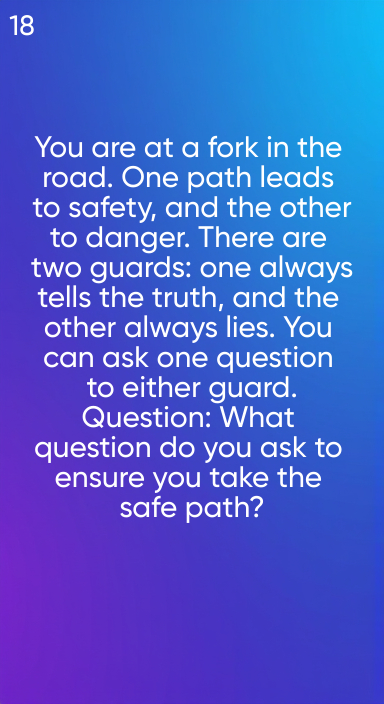 18
You are at a fork in the
road. One path leads
to safety, and the other
to danger. There are
two guards: one always
tells the truth, and the
other always lies. You
can ask one question
to either guard.
Question: What
question do you ask to
ensure you take the
safe path?